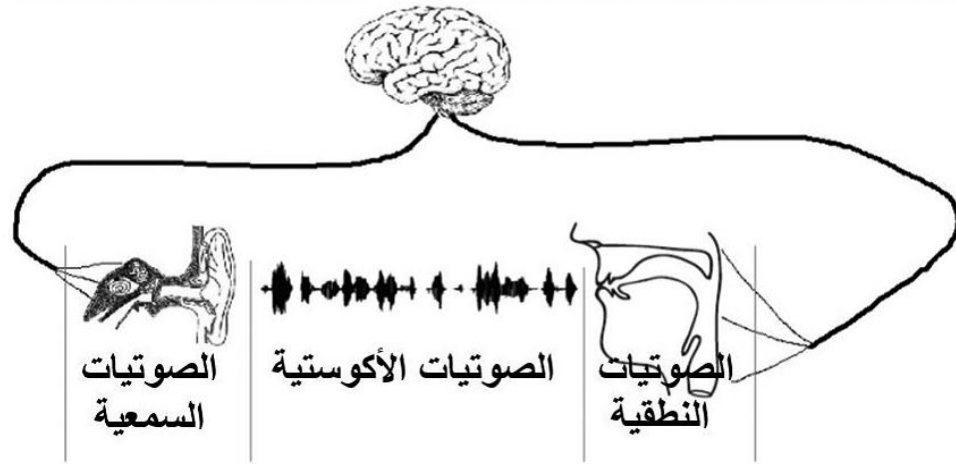 الصوتيات
النطقية
الصوتيات الأكوستية
الصوتيات
السمعية